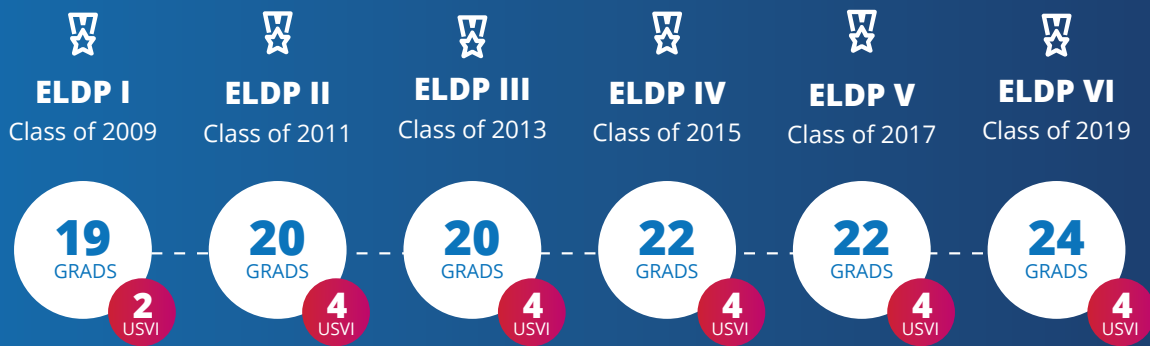 ELDP I
Class of 2009
19
GRADS
2
USVI
ELDP II
Class of 2011
20
GRADS
4
USVI
ELDP III
Class of 2013
20
GRADS
4
USVI
ELDP IV
Class of 2015
22
GRADS
4
USVI
ELDP V
Class of 2017
22
GRADS
4
USVI
ELDP VI
Class of 2019
24
GRADS
4
USVI